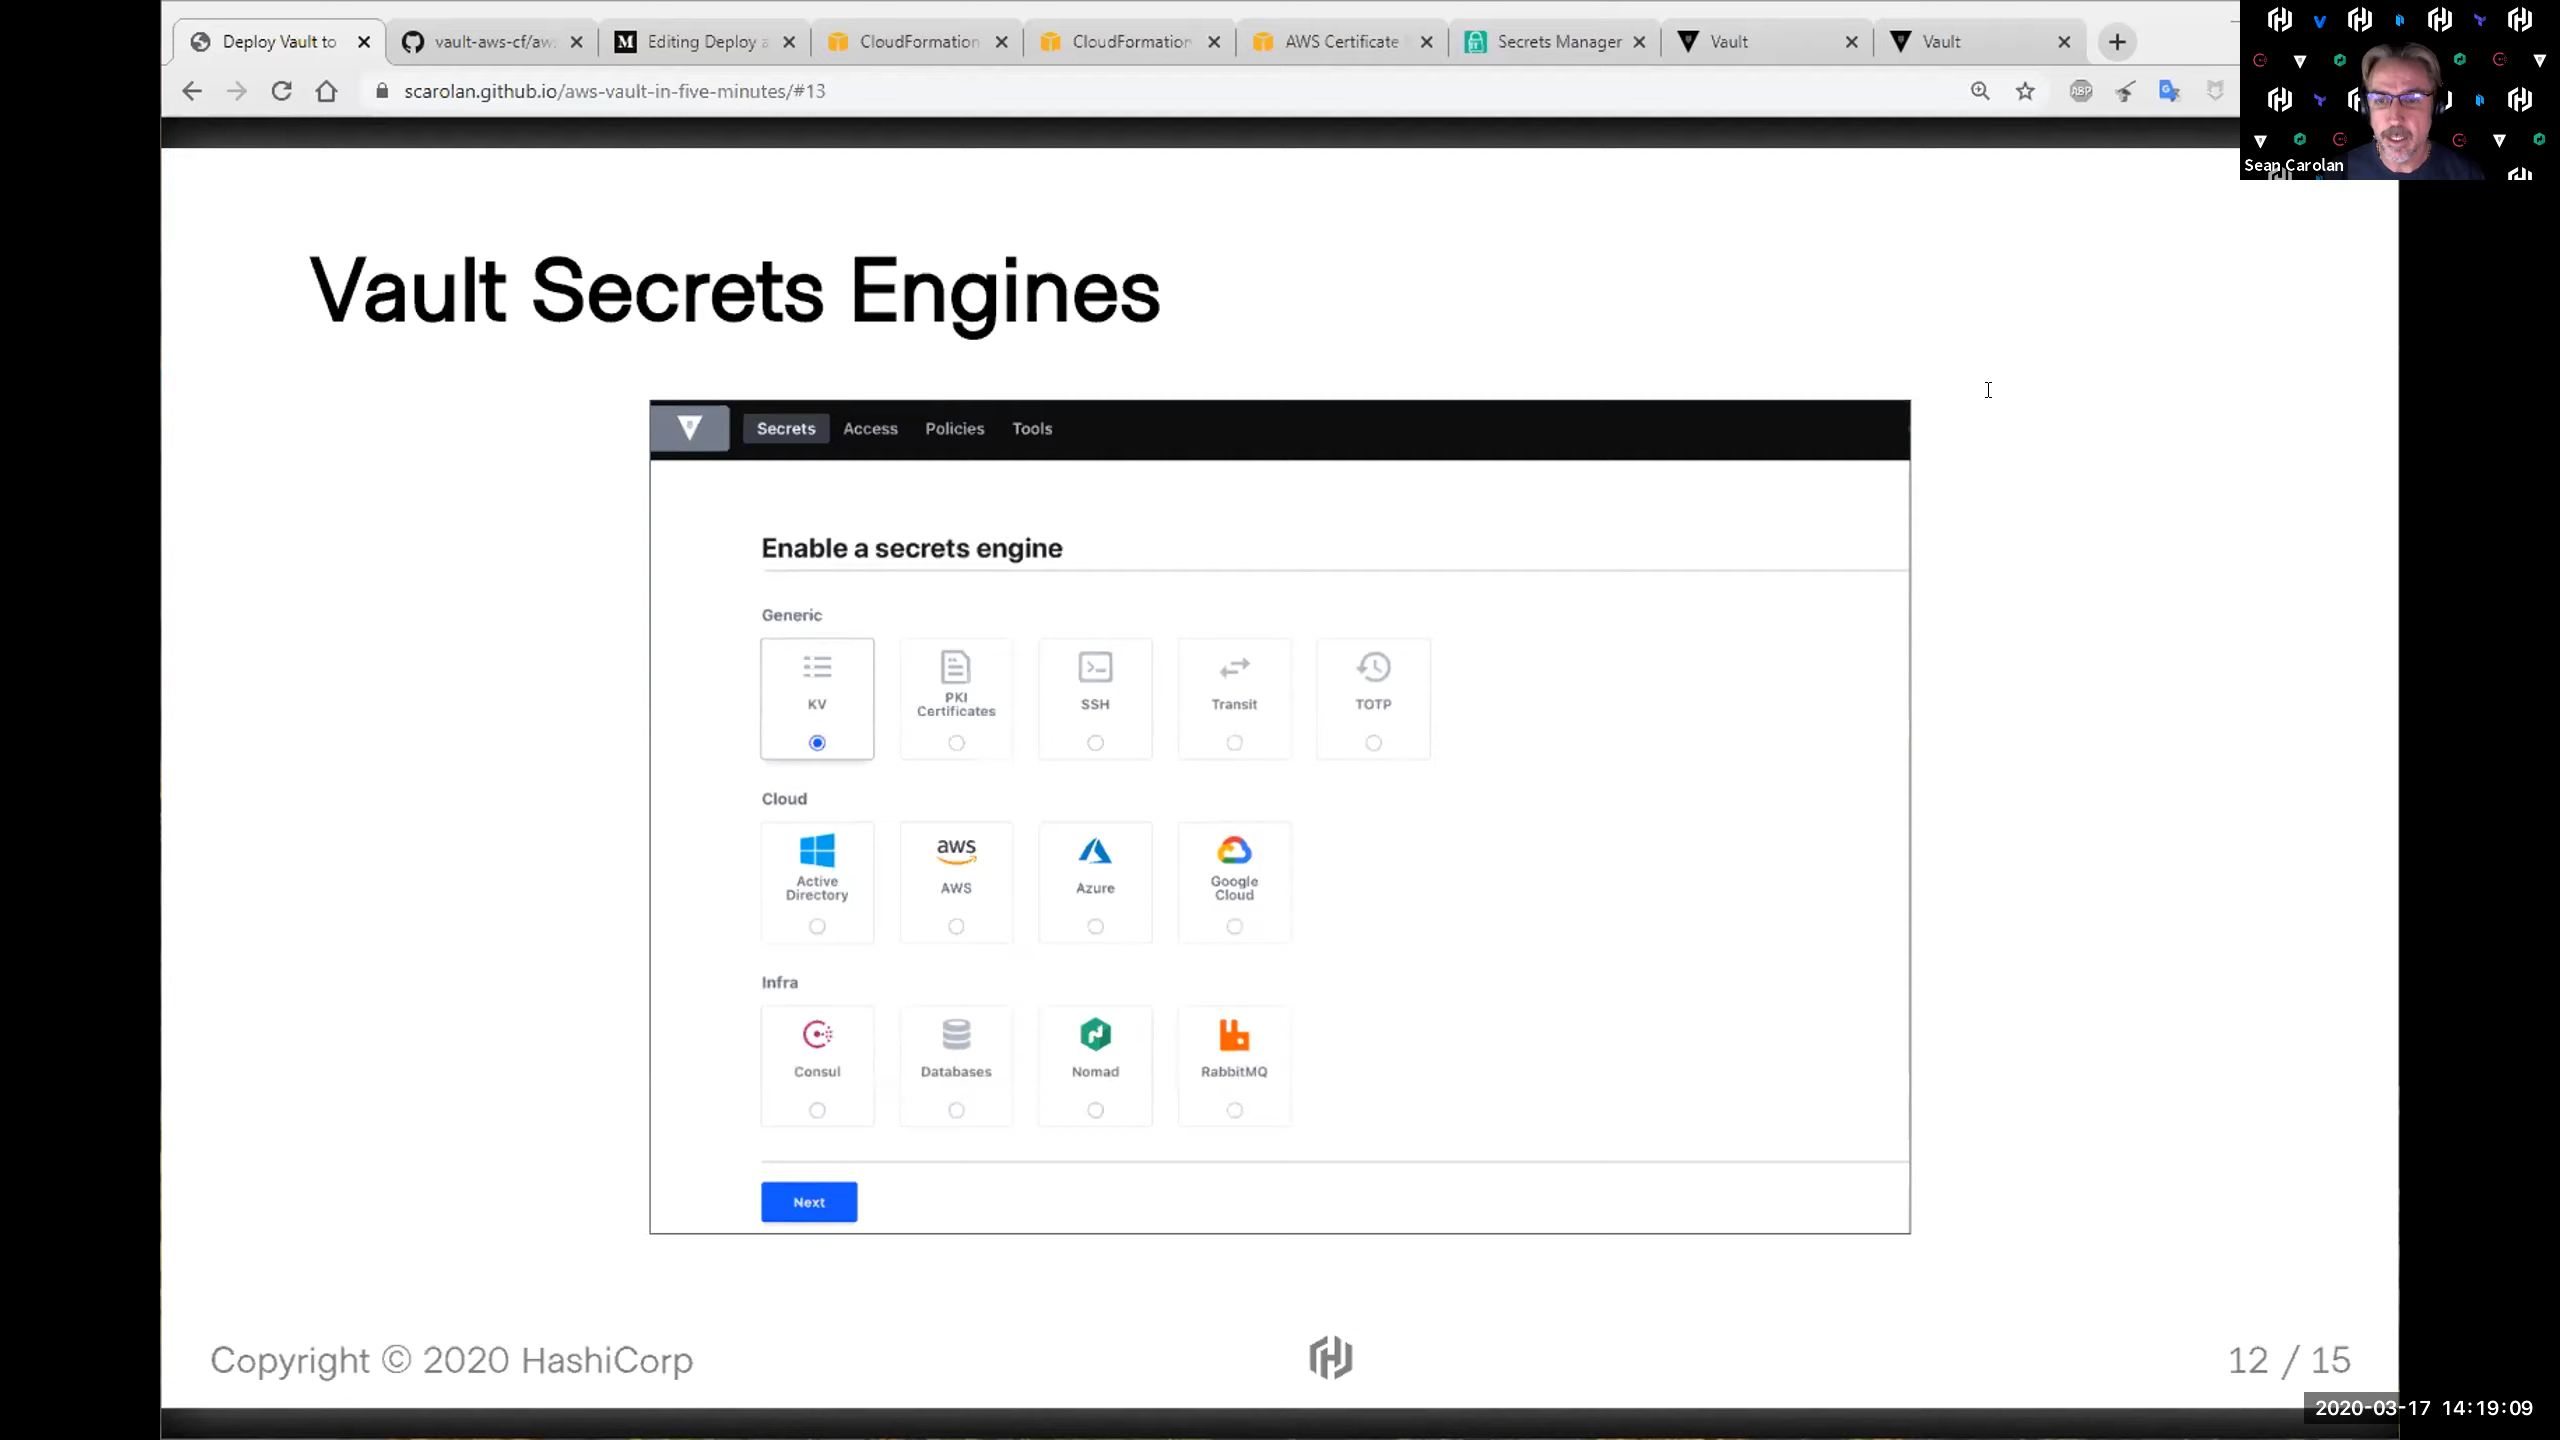 Deploy Vault to
vault-aws-cf/aw
Editing Deploy a
CloudFormation
CloudFormation
AWS Certificate
Secrets Manager
Vault
Vault
scarolan.github.io/aws-vault-in-five-minutes/#13
ABP
Sean Carolan
Vault Secrets Engines
Secrets Access Policies Tools
Enable a secrets engine
Generic
KV
PKI
Certificates
SSH
Transit
TOTP
Cloud
Active
Directory
aws
AWS
Azure
Google
Cloud
Infra
Consul
Databases
Nomad
RabbitMQ
Next
Copyright © 2020 HashiCorp
12 / 15
2020-03-17 14:19:09